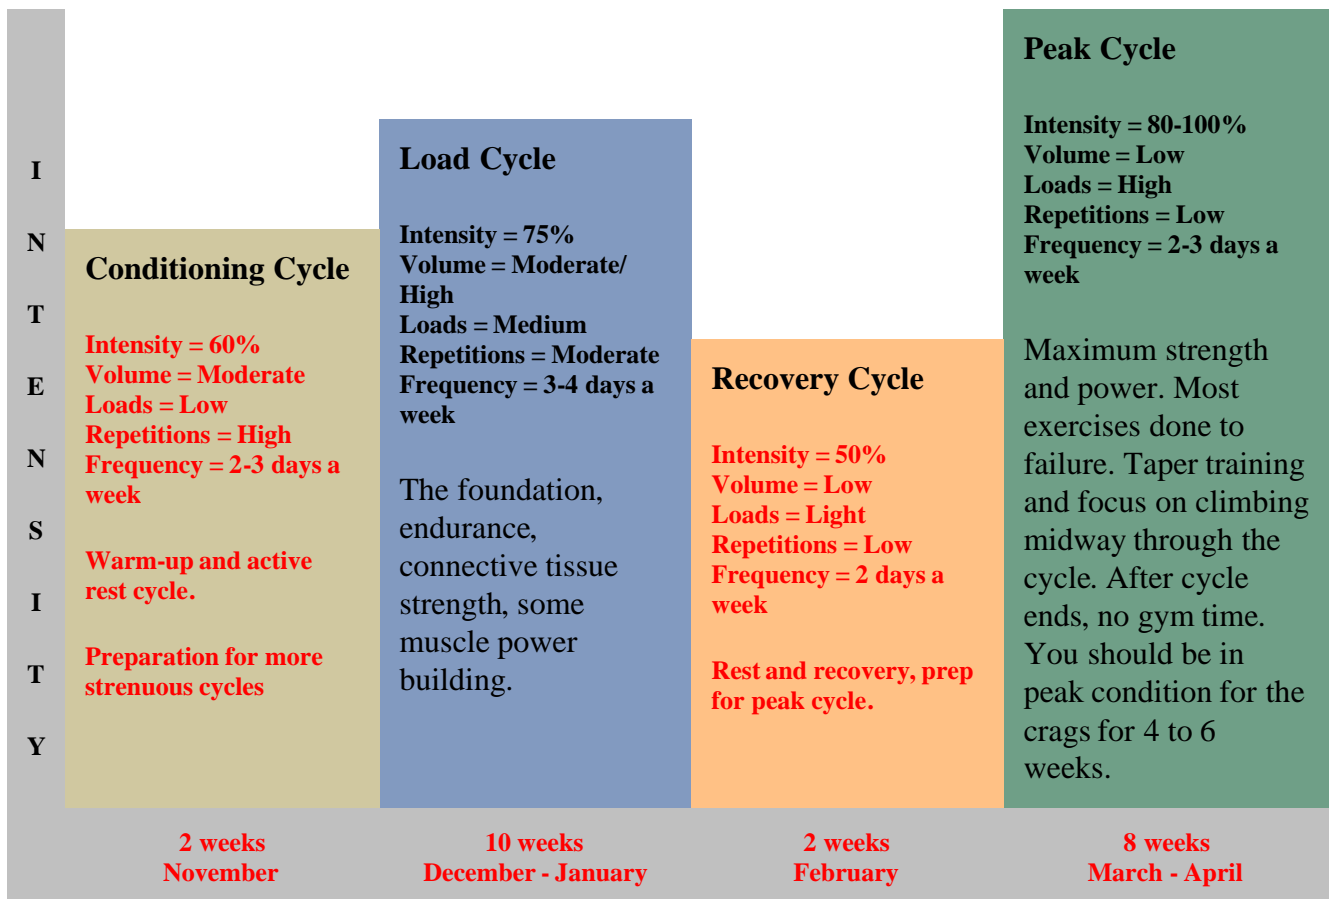 I
N
T
E
N
S
I
T
Y
Conditioning Cycle
Intensity = 60%
Volume = Moderate
Loads = Low
Repetitions = High
Frequency = 2-3 days a
week
Warm-up and active
rest cycle.
Preparation for more
strenuous cycles
2 weeks
November
Load Cycle
Intensity = 75%
Volume = Moderate/
High
Loads = Medium
Repetitions = Moderate
Frequency = 3-4 days a
week
The foundation,
endurance,
connective tissue
strength, some
muscle power
building.
10 weeks
December - January
Recovery Cycle
Intensity = 50%
Volume = Low
Loads = Light
Repetitions = Low
Frequency = 2 days a
week
Rest and recovery, prep
for peak cycle.
2 weeks
February
Peak Cycle
Intensity = 80-100%
Volume = Low
Loads = High
Repetitions = Low
Frequency = 2-3 days a
week
Maximum strength
and power. Most
exercises done to
failure. Taper training
and focus on climbing
midway through the
cycle. After cycle
ends, no gym time.
You should be in
peak condition for the
crags for 4 to 6
weeks.
8 weeks
March - April